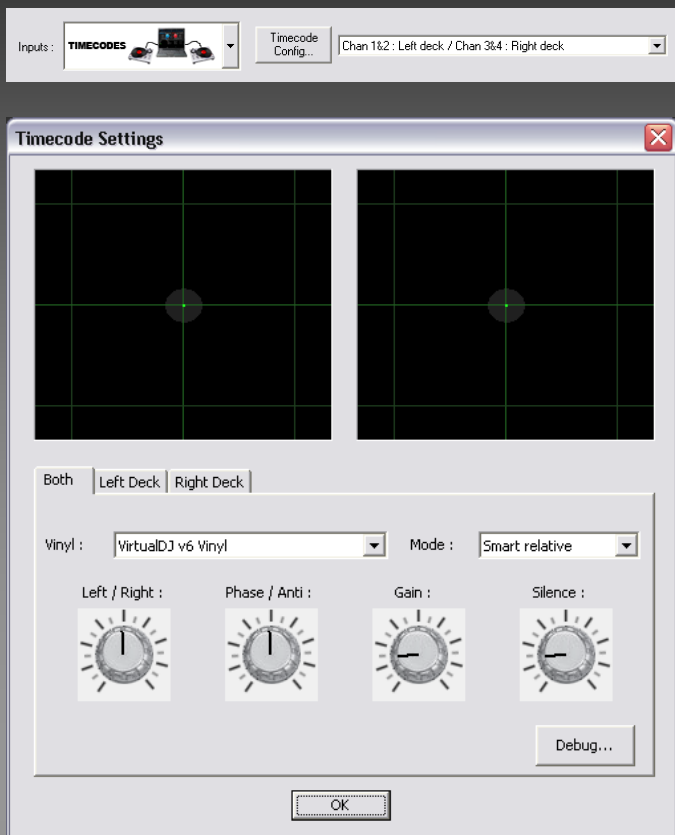 Inputs : TIMECODES Timecode Config... Chan 1&2 : Left deck / Chan 3&4 : Right deck
Timecode Settings
Both Left Deck Right Deck
Vinyl : VirtualDJ v6 Vinyl Mode : Smart relative
Left / Right : Phase / Anti : Gain : Silence :
Debug...
OK